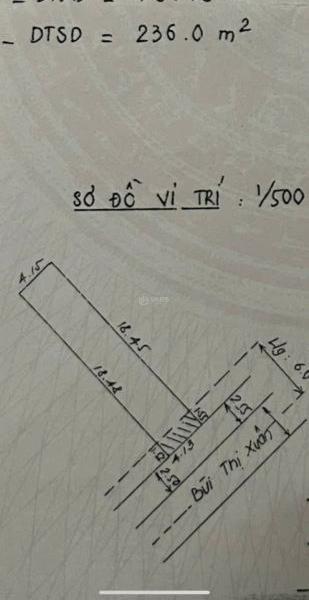 - DTSD = 236.0 m²
SƠ ĐỒ VỊ TRÍ : 1/500
4.15
18.45
18.48
4.13
2.5
2.5
Bùi Thị Xuân